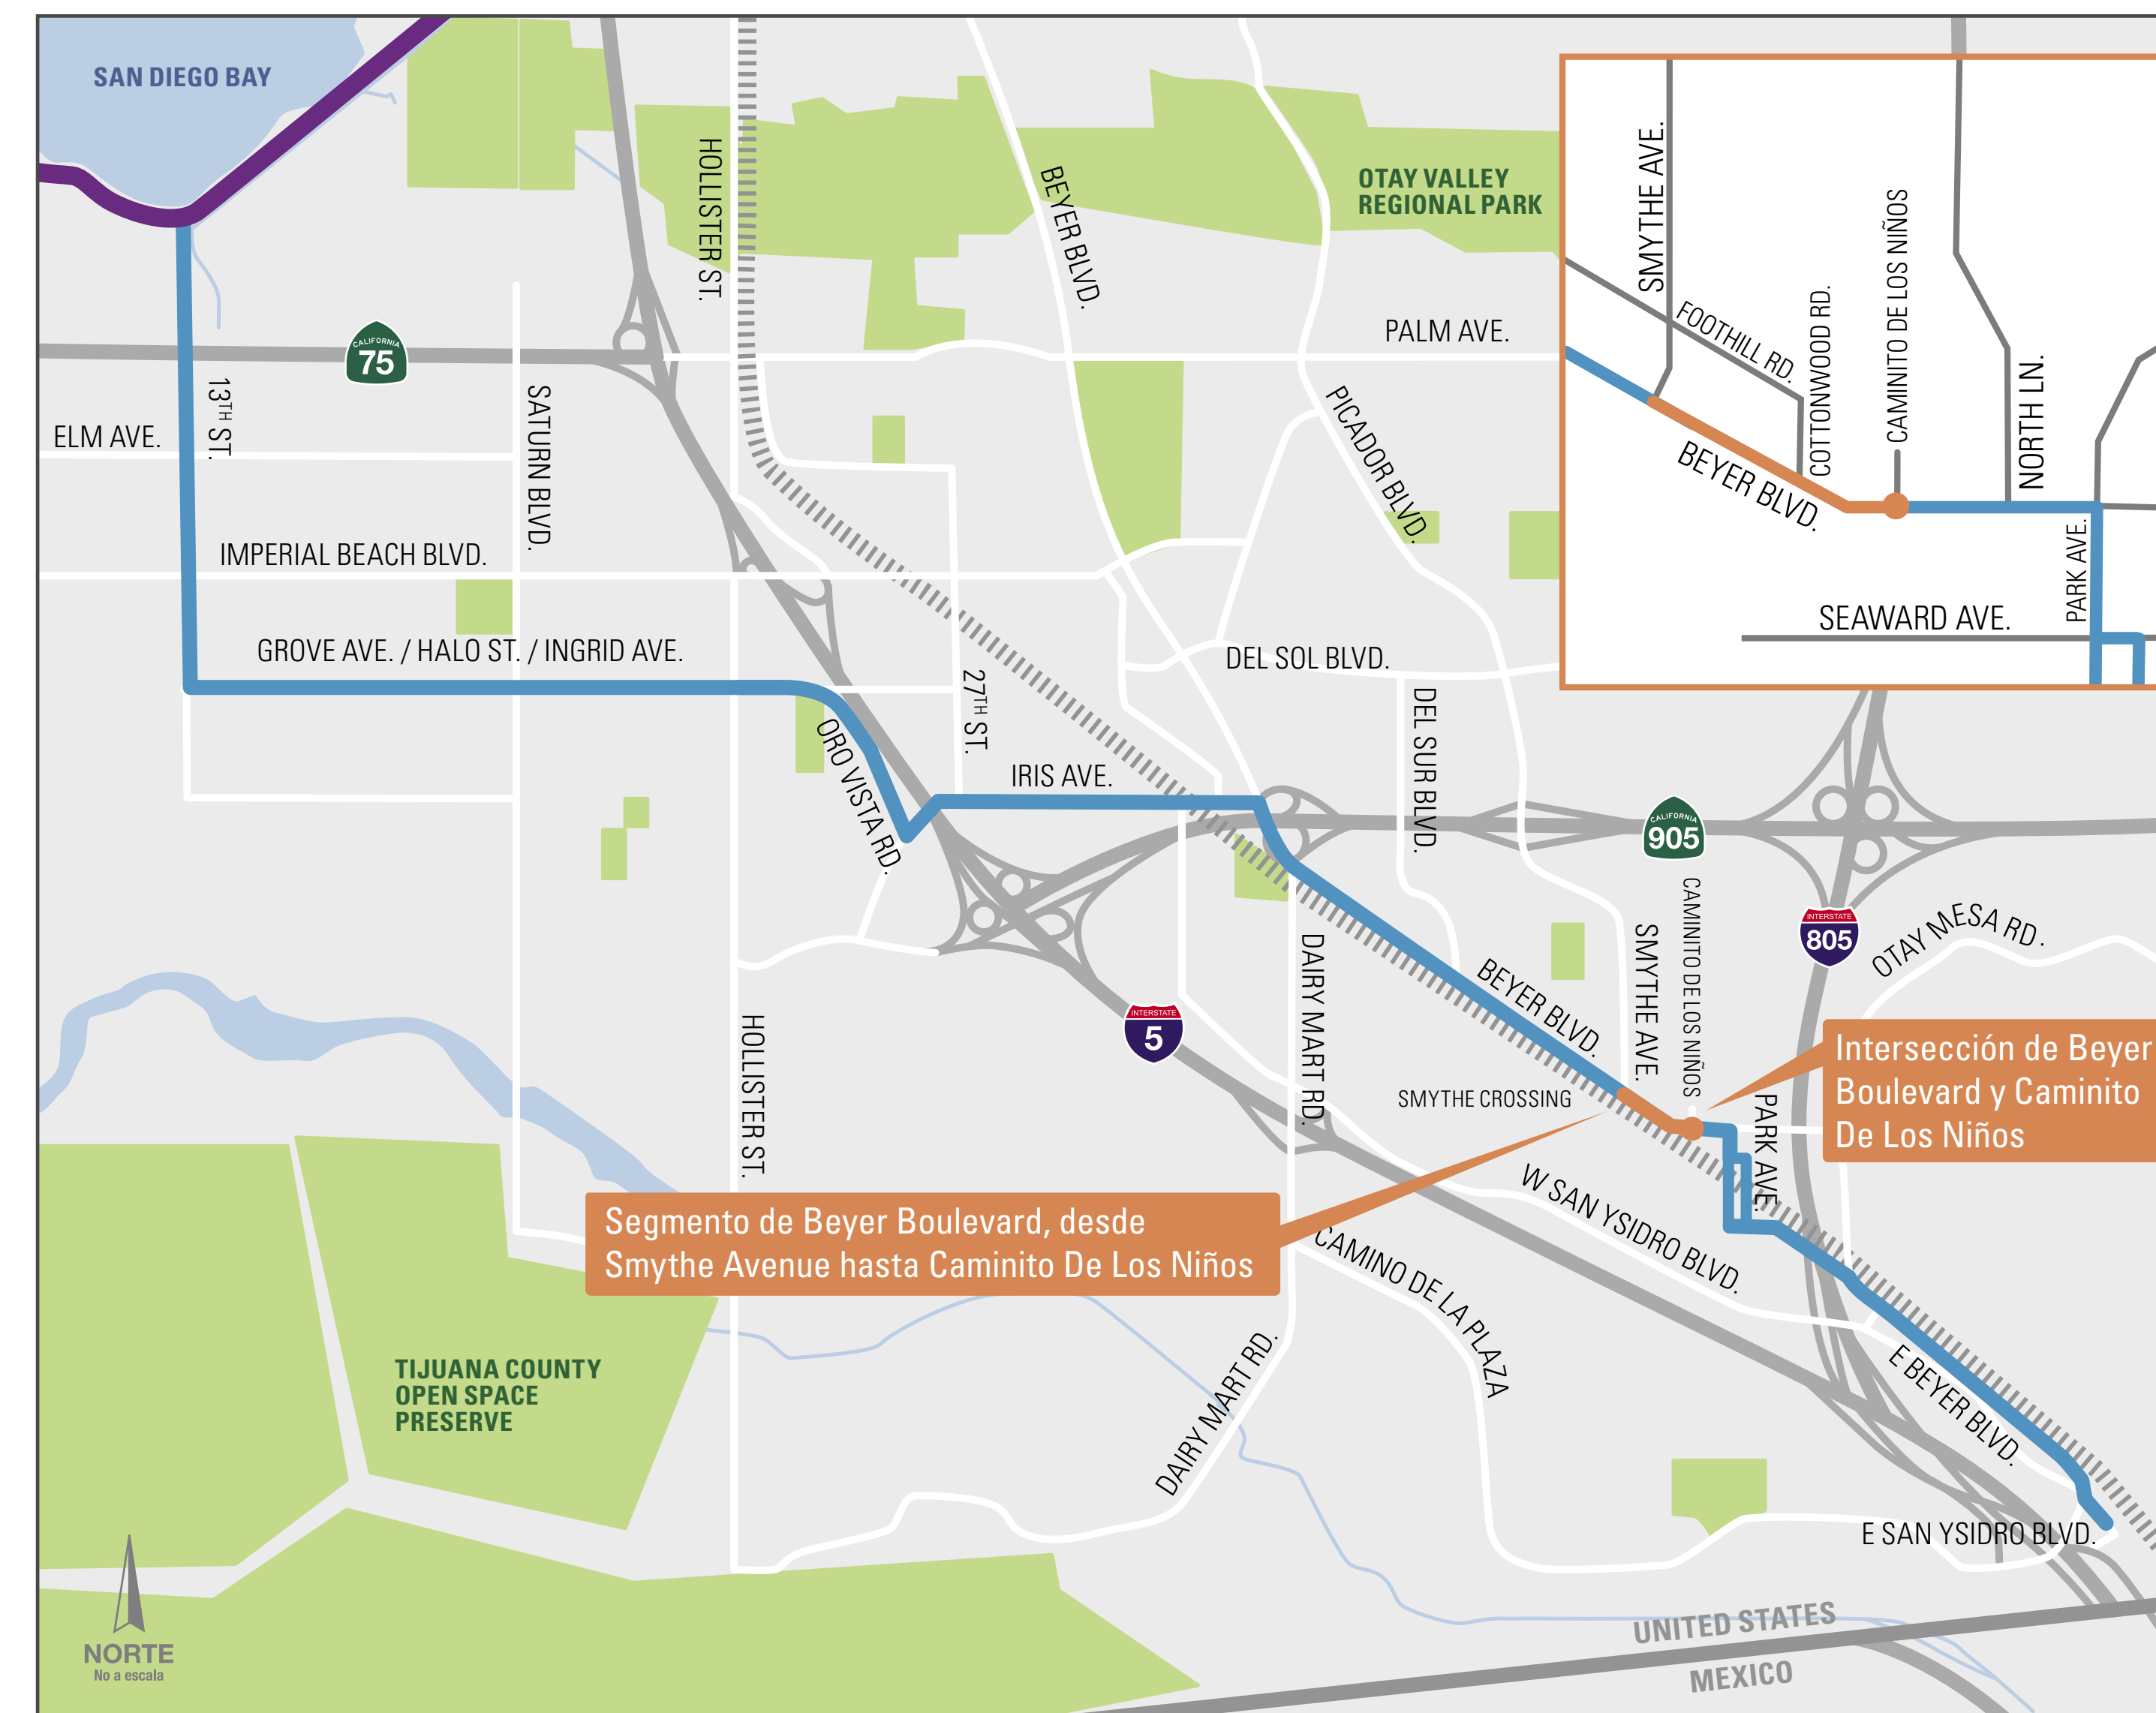 SAN DIEGO BAY
HOLLISTER ST.
BEYER BLVD.
OTAY VALLEY
REGIONAL PARK
SMYTHE AVE.
FOOTHILL RD.
COTTONWOOD RD.
CAMINITO DE LOS NIÑOS
NORTH LN.
BEYER BLVD.
PARK AVE.
SEAWARD AVE.
PALM AVE.
CALIFORNIA
75
13TH ST.
SATURN BLVD.
ELM AVE.
PICADOR BLVD.
IMPERIAL BEACH BLVD.
GROVE AVE. / HALO ST. / INGRID AVE.
DEL SOL BLVD.
27TH ST.
DEL SUR BLVD.
ORO VISTA RD.
IRIS AVE.
CALIFORNIA
905
CAMINITO DE LOS NIÑOS
SMYTHE AVE.
INTERSTATE
805
OTAY MESA RD.
DAIRY MART RD.
BEYER BLVD.
INTERSTATE
5
HOLLISTER ST.
SMYTHE CROSSING
PARK AVE.
Intersección de Beyer
Boulevard y Caminito
De Los Niños
W SAN YSIDRO BLVD.
Segmento de Beyer Boulevard, desde
Smythe Avenue hasta Caminito De Los Niños
CAMINO DE LA PLAZA
DAIRY MART RD.
E BEYER BLVD.
TIJUANA COUNTY
OPEN SPACE
PRESERVE
E SAN YSIDRO BLVD.
UNITED STATES
MEXICO
NORTE
No a escala